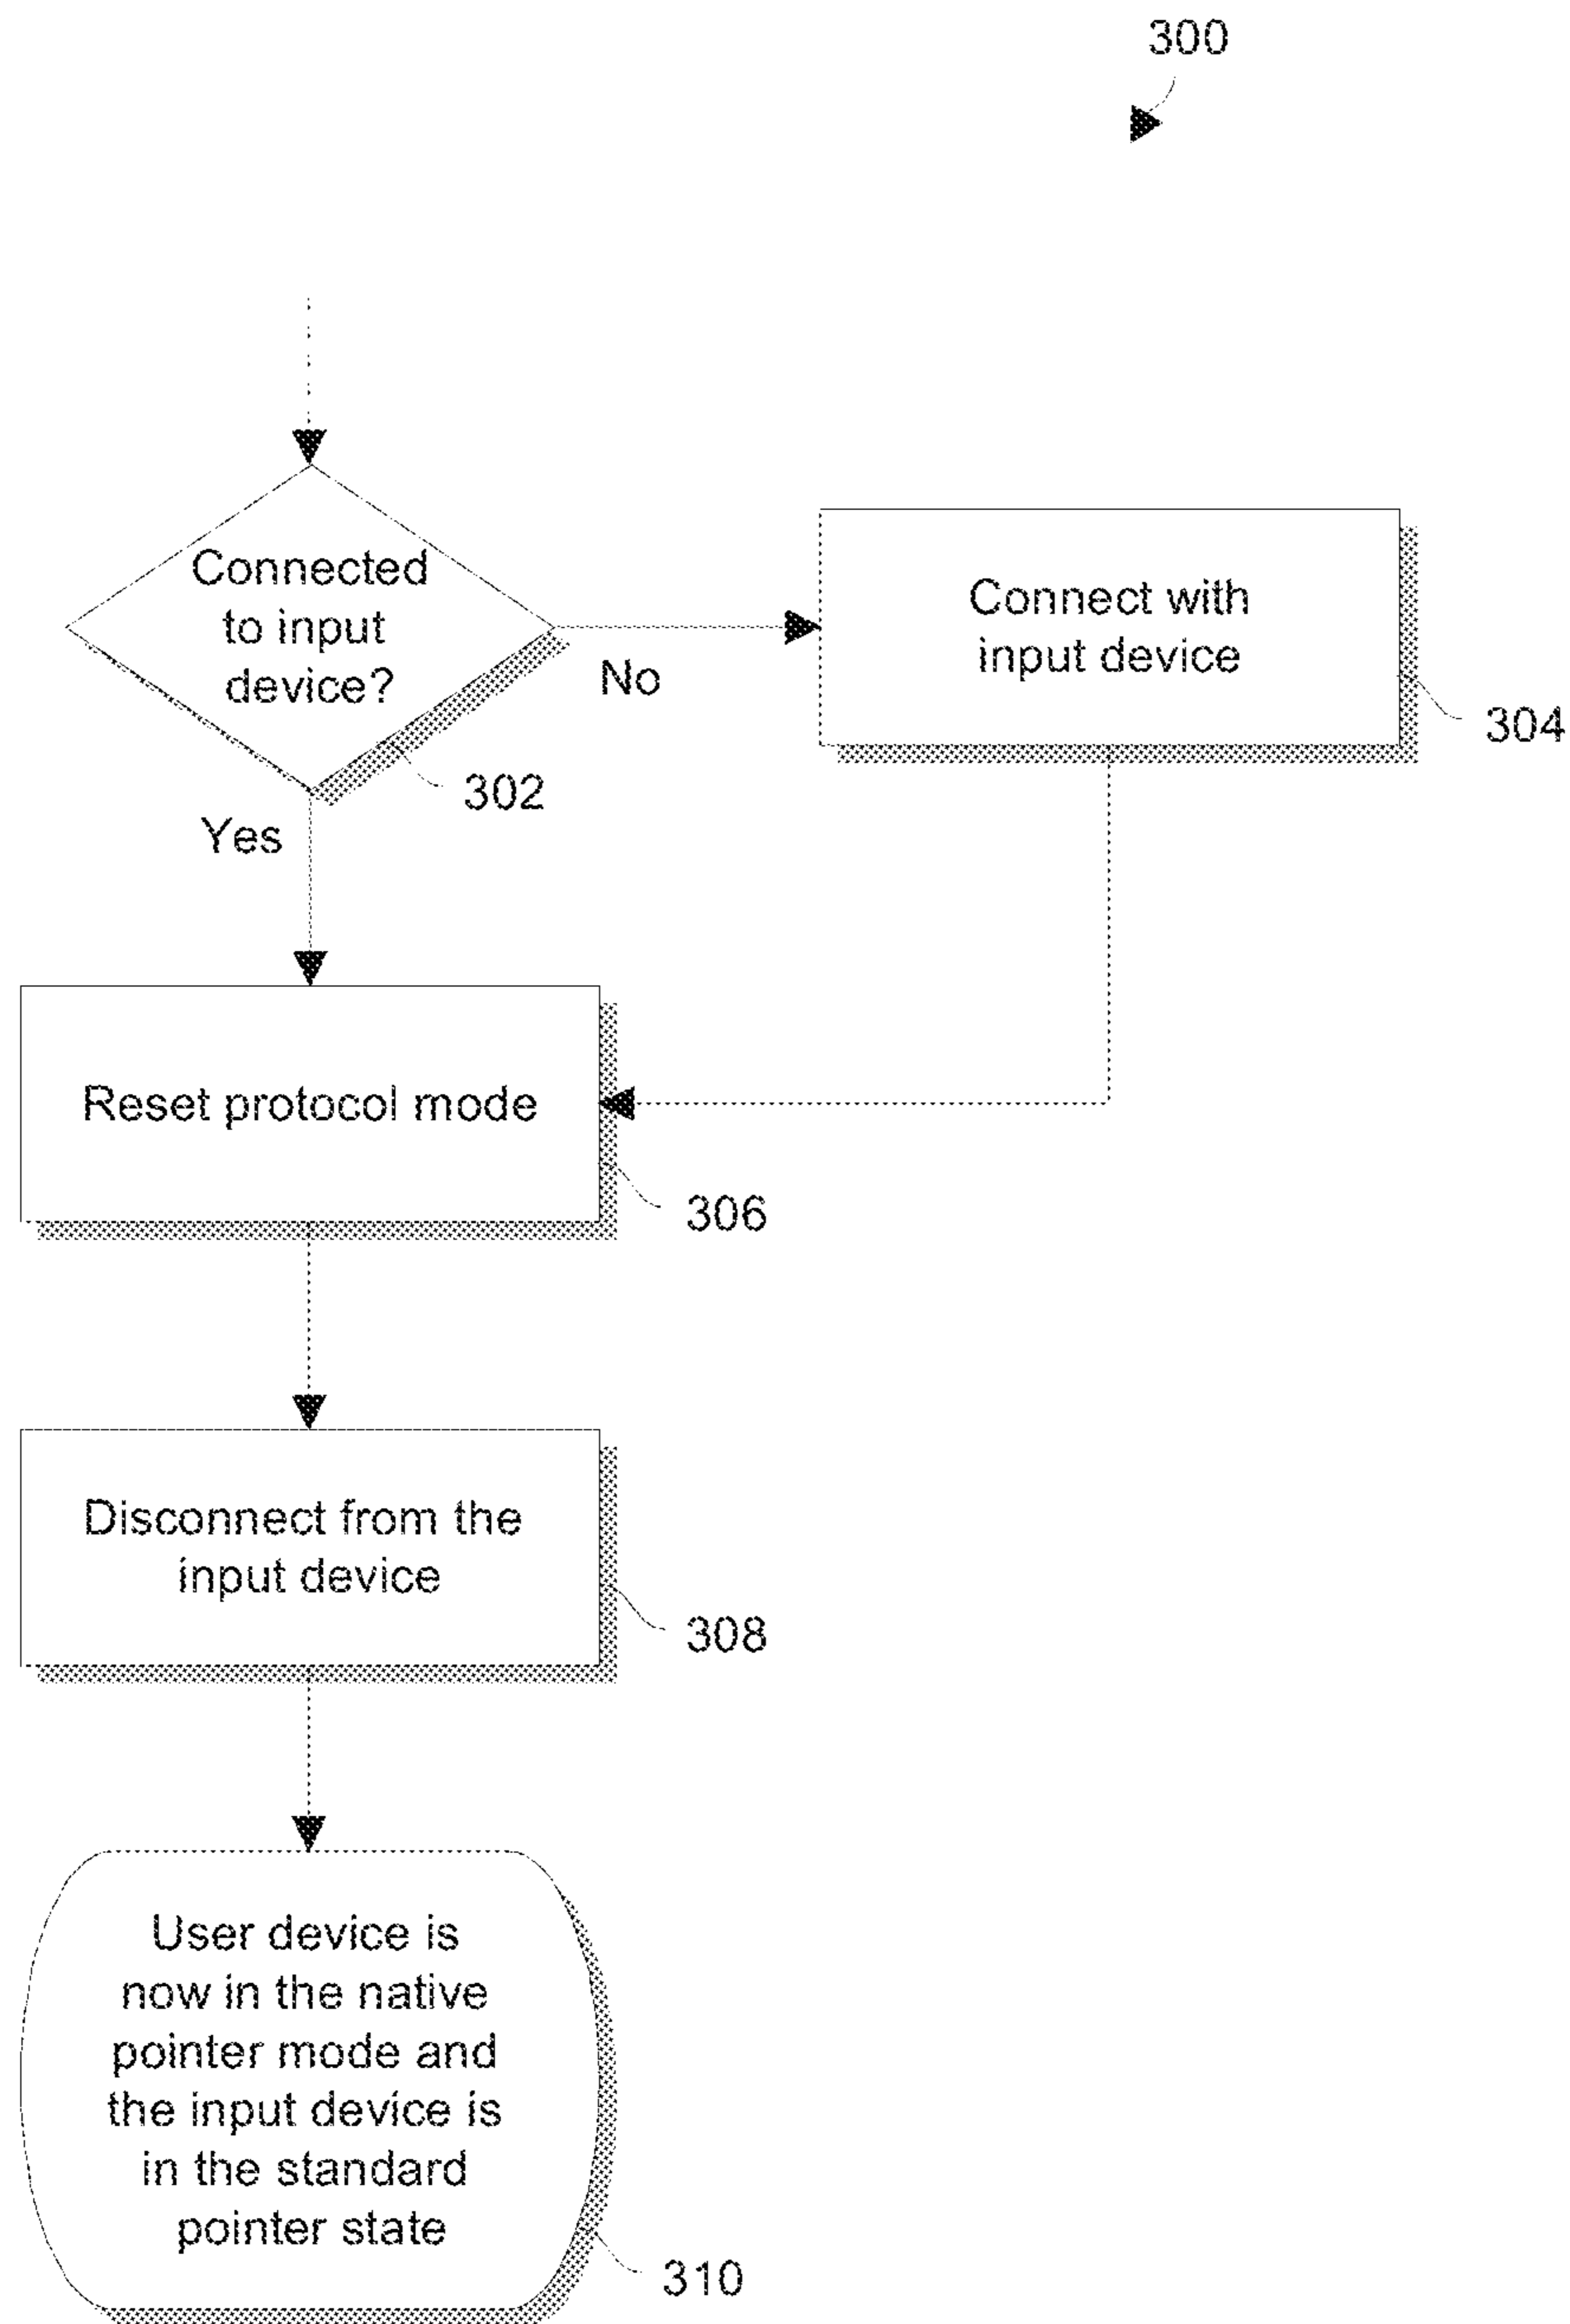 300
Connected
to input
device?
No
302
Yes
Connect with
input device
304
Reset protocol mode
306
Disconnect from the
input device
308
User device is
now in the native
pointer mode and
the input device is
in the standard
pointer state
310